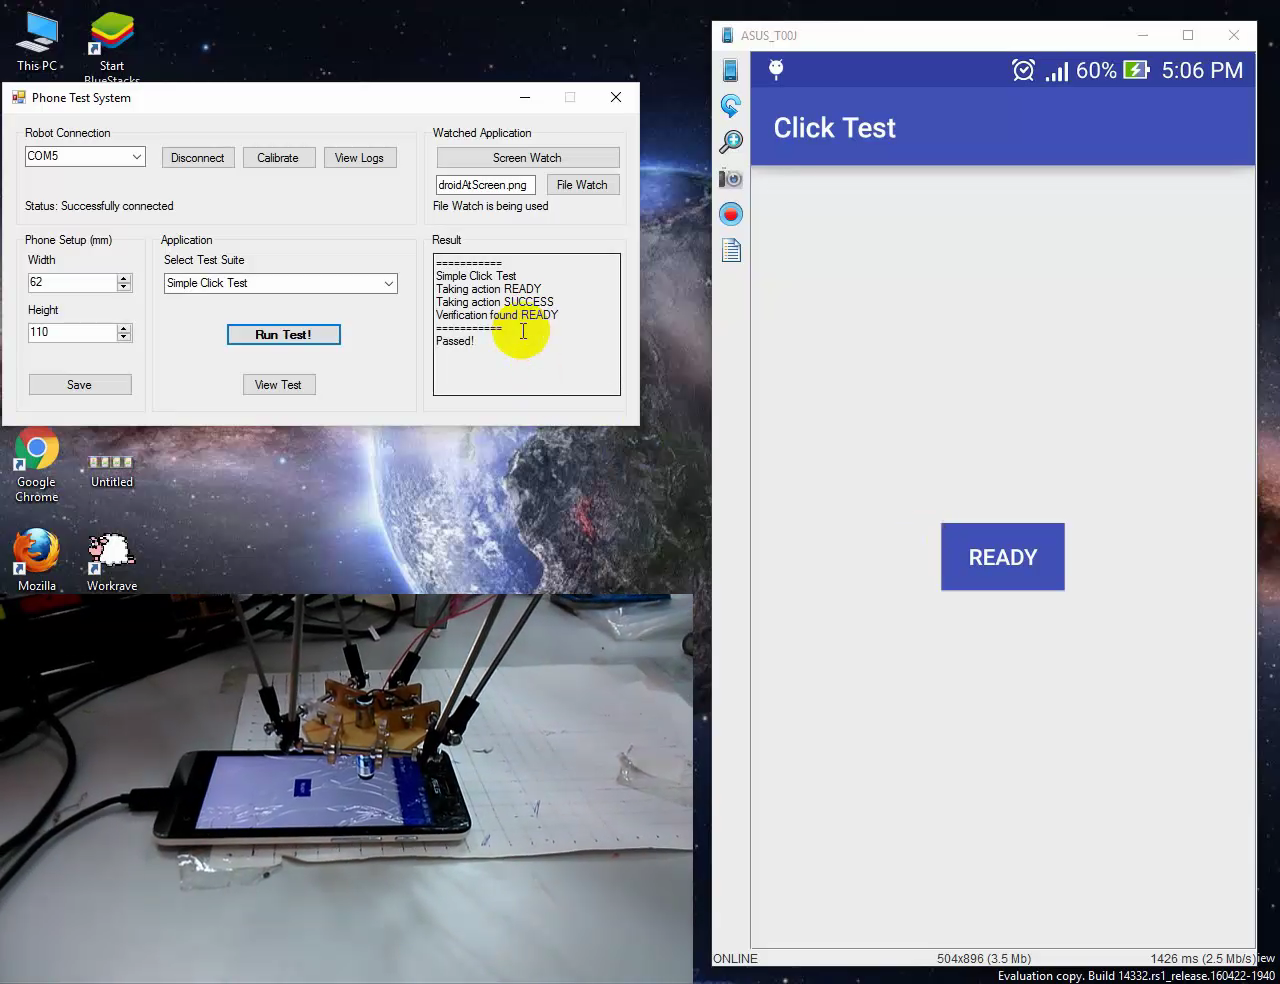 This PC
Start
BlueStacks
Phone Test System
Robot Connection
COM5
Disconnect
Calibrate
View Logs
Status: Successfully connected
Watched Application
Screen Watch
droidAtScreen.png
File Watch
File Watch is being used
Phone Setup (mm)
Width
62
Height
110
Save
Application
Select Test Suite
Simple Click Test
Run Test!
View Test
Result
===========
Simple Click Test
Taking action READY
Taking action SUCCESS
Verification found READY
===========
Passed!
Google
Chrome
Untitled
Mozilla
Workrave
ASUS_T00J
60% 5:06 PM
Click Test
READY
ONLINE
504x896 (3.5 Mb)
1426 ms (2.5 Mb/s)
iew
Evaluation copy. Build 14332.rs1_release.160422-1940